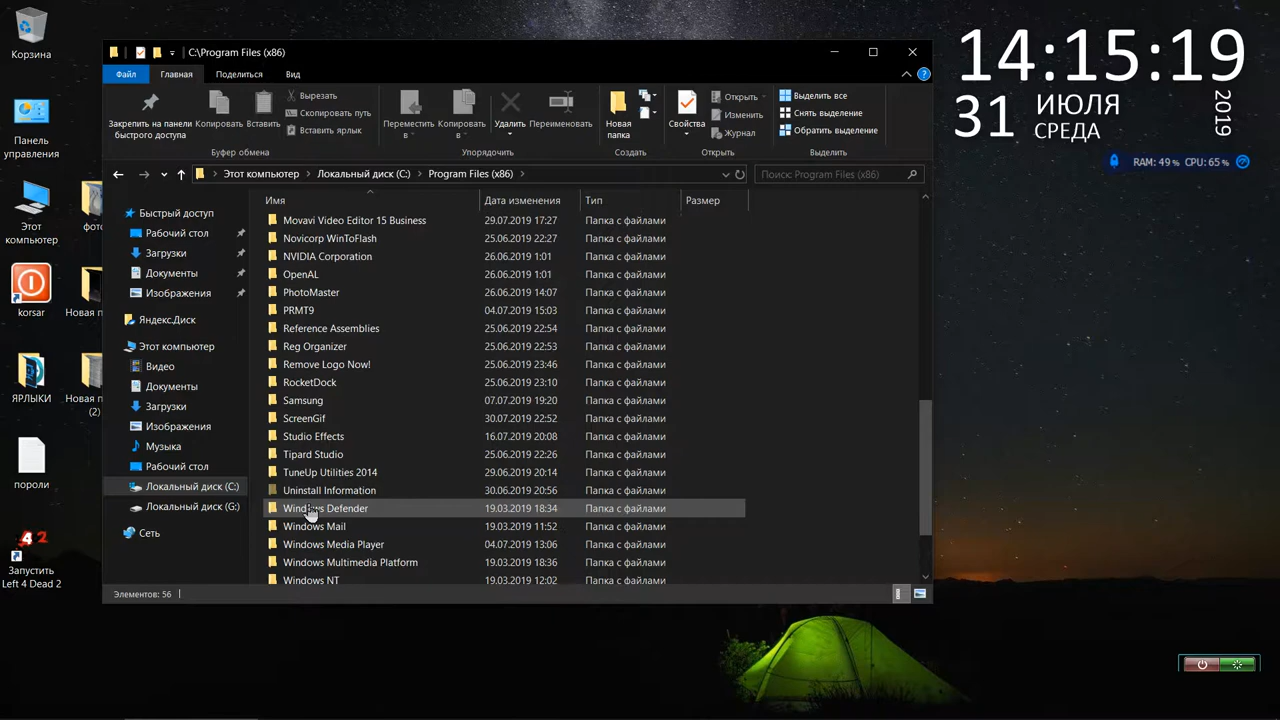 Корзина
Панель
управления
Этот
компьютер
фото
korsar
Новая п
ЯРЛЫКИ
Новая п
(2)
пороли
4 2
Запустить
Left 4 Dead 2
C:\Program Files (x86)
Файл Главная Поделиться Вид
Закрепить на панели
быстрого доступа
Копировать
Вставить
Вырезать
Скопировать путь
Вставить ярлык
Буфер обмена
Переместить
в
Копировать
в
Удалить
Переименовать
Упорядочить
Новая
папка
Создать
Свойства
Открыть
Изменить
Журнал
Открыть
Выделить все
Снять выделение
Обратить выделение
Выделить
Этот компьютер Локальный диск (C:) Program Files (x86)
Поиск: Program Files (x86)
Быстрый доступ
Рабочий стол
Загрузки
Документы
Изображения
Яндекс.Диск
Этот компьютер
Видео
Документы
Загрузки
Изображения
Музыка
Рабочий стол
Локальный диск (C:)
Локальный диск (G:)
Сеть
Имя Дата изменения Тип Размер
Movavi Video Editor 15 Business 29.07.2019 17:27 Папка с файлами
Novicorp WinToFlash 25.06.2019 22:27 Папка с файлами
NVIDIA Corporation 26.06.2019 1:01 Папка с файлами
OpenAL 26.06.2019 1:01 Папка с файлами
PhotoMaster 26.06.2019 14:07 Папка с файлами
PRMT9 04.07.2019 15:03 Папка с файлами
Reference Assemblies 25.06.2019 22:54 Папка с файлами
Reg Organizer 25.06.2019 22:53 Папка с файлами
Remove Logo Now! 25.06.2019 23:46 Папка с файлами
RocketDock 25.06.2019 23:10 Папка с файлами
Samsung 07.07.2019 19:20 Папка с файлами
ScreenGif 30.07.2019 22:52 Папка с файлами
Studio Effects 16.07.2019 20:08 Папка с файлами
Tipard Studio 25.06.2019 22:26 Папка с файлами
TuneUp Utilities 2014 29.06.2019 20:14 Папка с файлами
Uninstall Information 30.06.2019 20:56 Папка с файлами
Windows Defender 19.03.2019 18:34 Папка с файлами
Windows Mail 19.03.2019 11:52 Папка с файлами
Windows Media Player 04.07.2019 13:06 Папка с файлами
Windows Multimedia Platform 19.03.2019 18:36 Папка с файлами
Windows NT 19.03.2019 12:02 Папка с файлами
Элементов: 56
14:15:19
31 ИЮЛЯ
СРЕДА
2019
RAM: 49 % CPU: 65 %